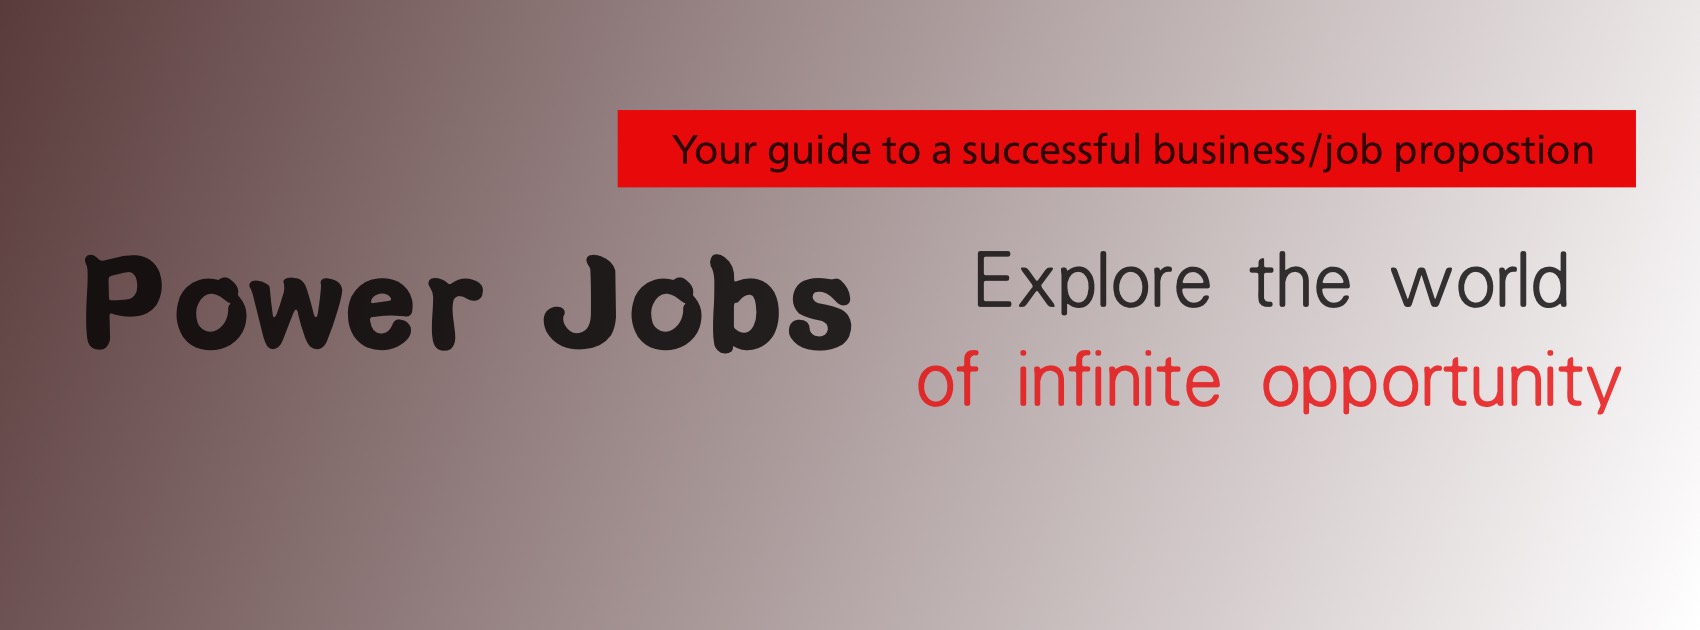 Your guide to a successful business/job propostion
Power Jobs
Explore the world
of infinite opportunity